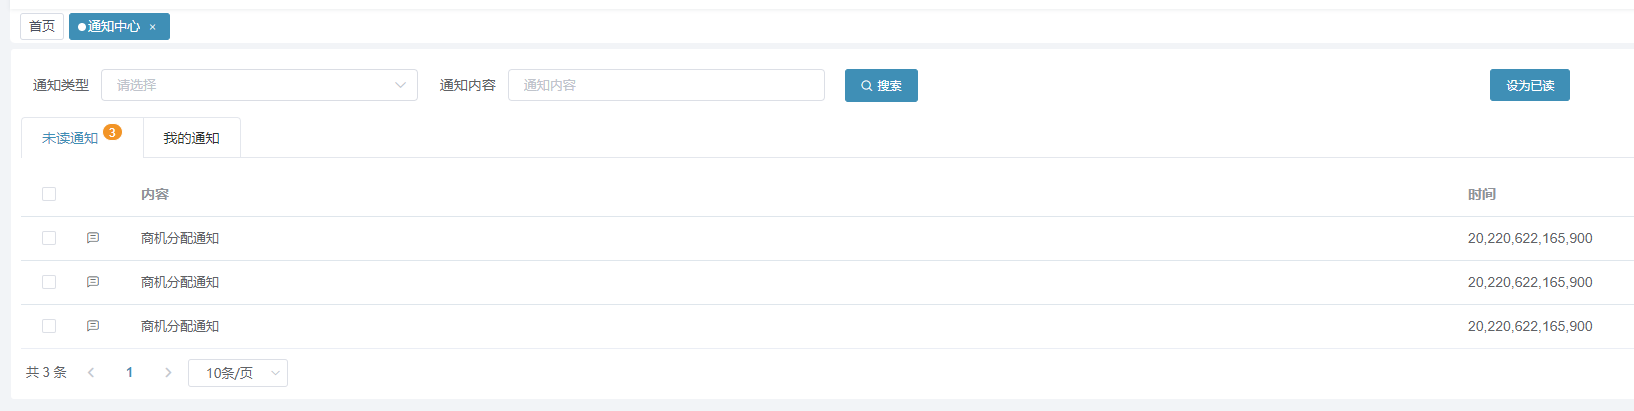 首页 通知中心 ×
通知类型 请选择 通知内容 通知内容 搜索 设为已读
未读通知 3 我的通知
内容 时间
商机分配通知 20,220,622,165,900
商机分配通知 20,220,622,165,900
商机分配通知 20,220,622,165,900
共 3 条 1 10条/页